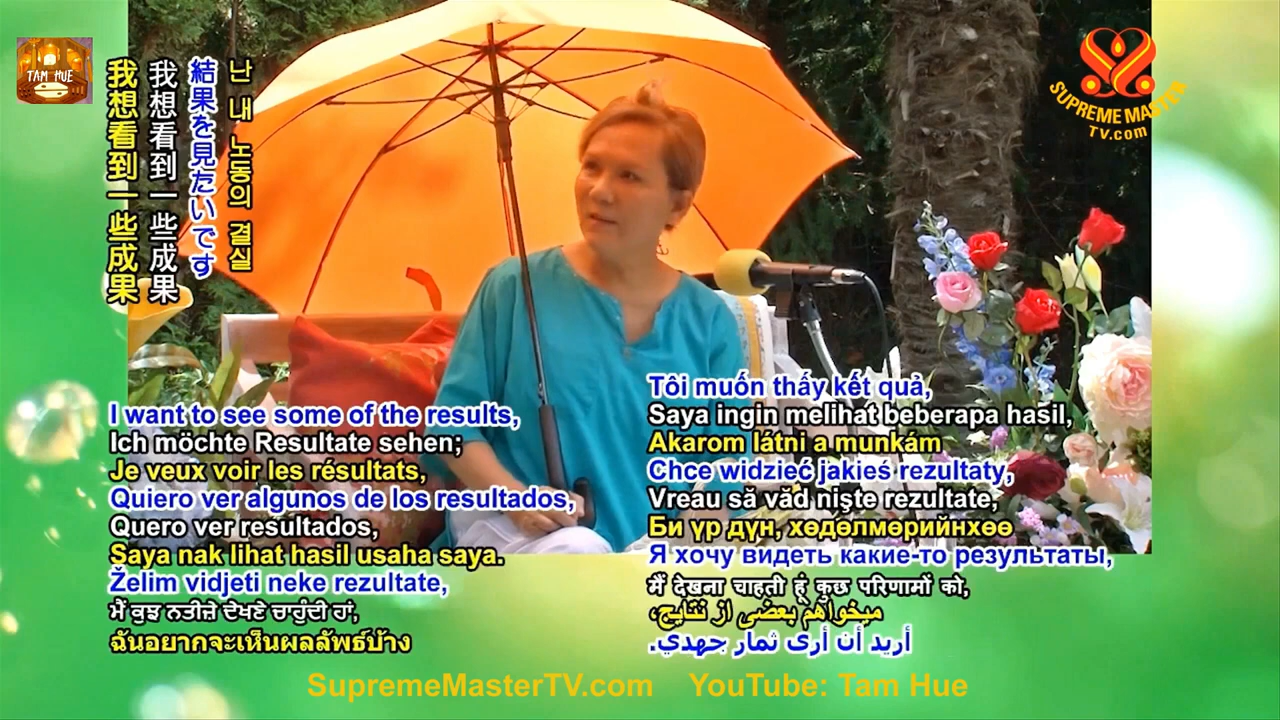 TAM HUE
SUPREME MASTER
TV.com
난 내 노동의 결실
結果を見たいです
我想看到一些成果
我想看到一些成果
I want to see some of the results,
Ich möchte Resultate sehen;
Je veux voir les résultats,
Quiero ver algunos de los resultados,
Quero ver resultados,
Saya nak lihat hasil usaha saya.
Želim vidjeti neke rezultate,
ਮੈਂ ਕੁਝ ਨਤੀਜ਼ੇ ਦੇਖਣੇ ਚਾਹੁੰਦੀ ਹਾਂ,
ฉันอยากจะเห็นผลลัพธ์บ้าง
Tôi muốn thấy kết quả,
Saya ingin melihat beberapa hasil,
Akarom látni a munkám
Chce widzieć jakieś rezultaty,
Vreau să văd nişte rezultate,
Би үр дүн, хөдөлмөрийнхөө
Я хочу видеть какие-то результаты,
मैं देखना चाहती हूं कुछ परिणामों को,
میخواهم بعضی از نتایج،
أريد أن أرى ثمار جهدي.
SupremeMasterTV.com YouTube: Tam Hue